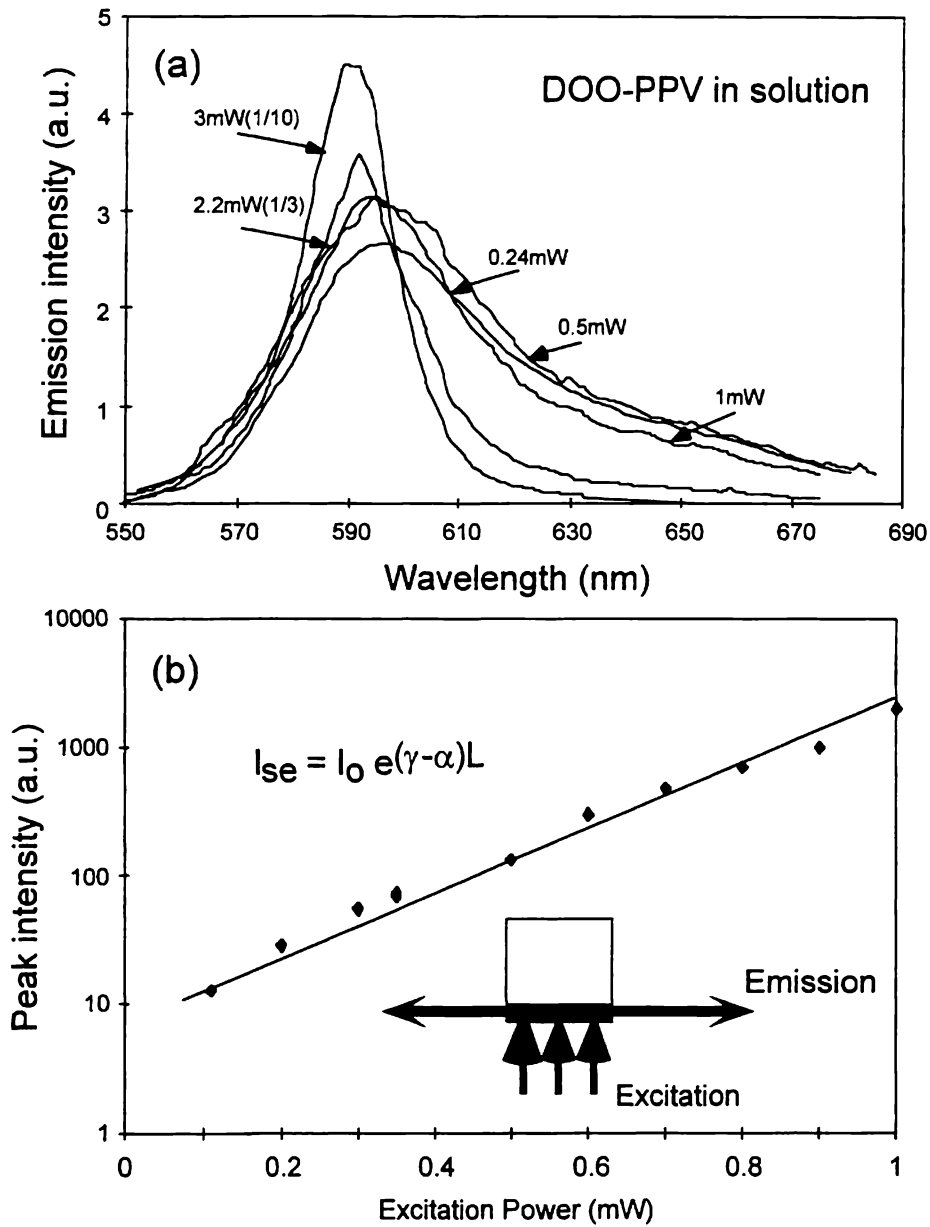 5
(a)
DOO-PPV in solution
4
3mW(1/10)
3
2.2mW(1/3)
0.24mW
2
0.5mW
1
1mW
0
550 570 590 610 630 650 670 690
Emission intensity (a.u.)
Wavelength (nm)
10000
(b)
1000
Ise = Io e(γ-α)L
100
10
Emission
Excitation
1
0 0.2 0.4 0.6 0.8 1
Peak intensity (a.u.)
Excitation Power (mW)